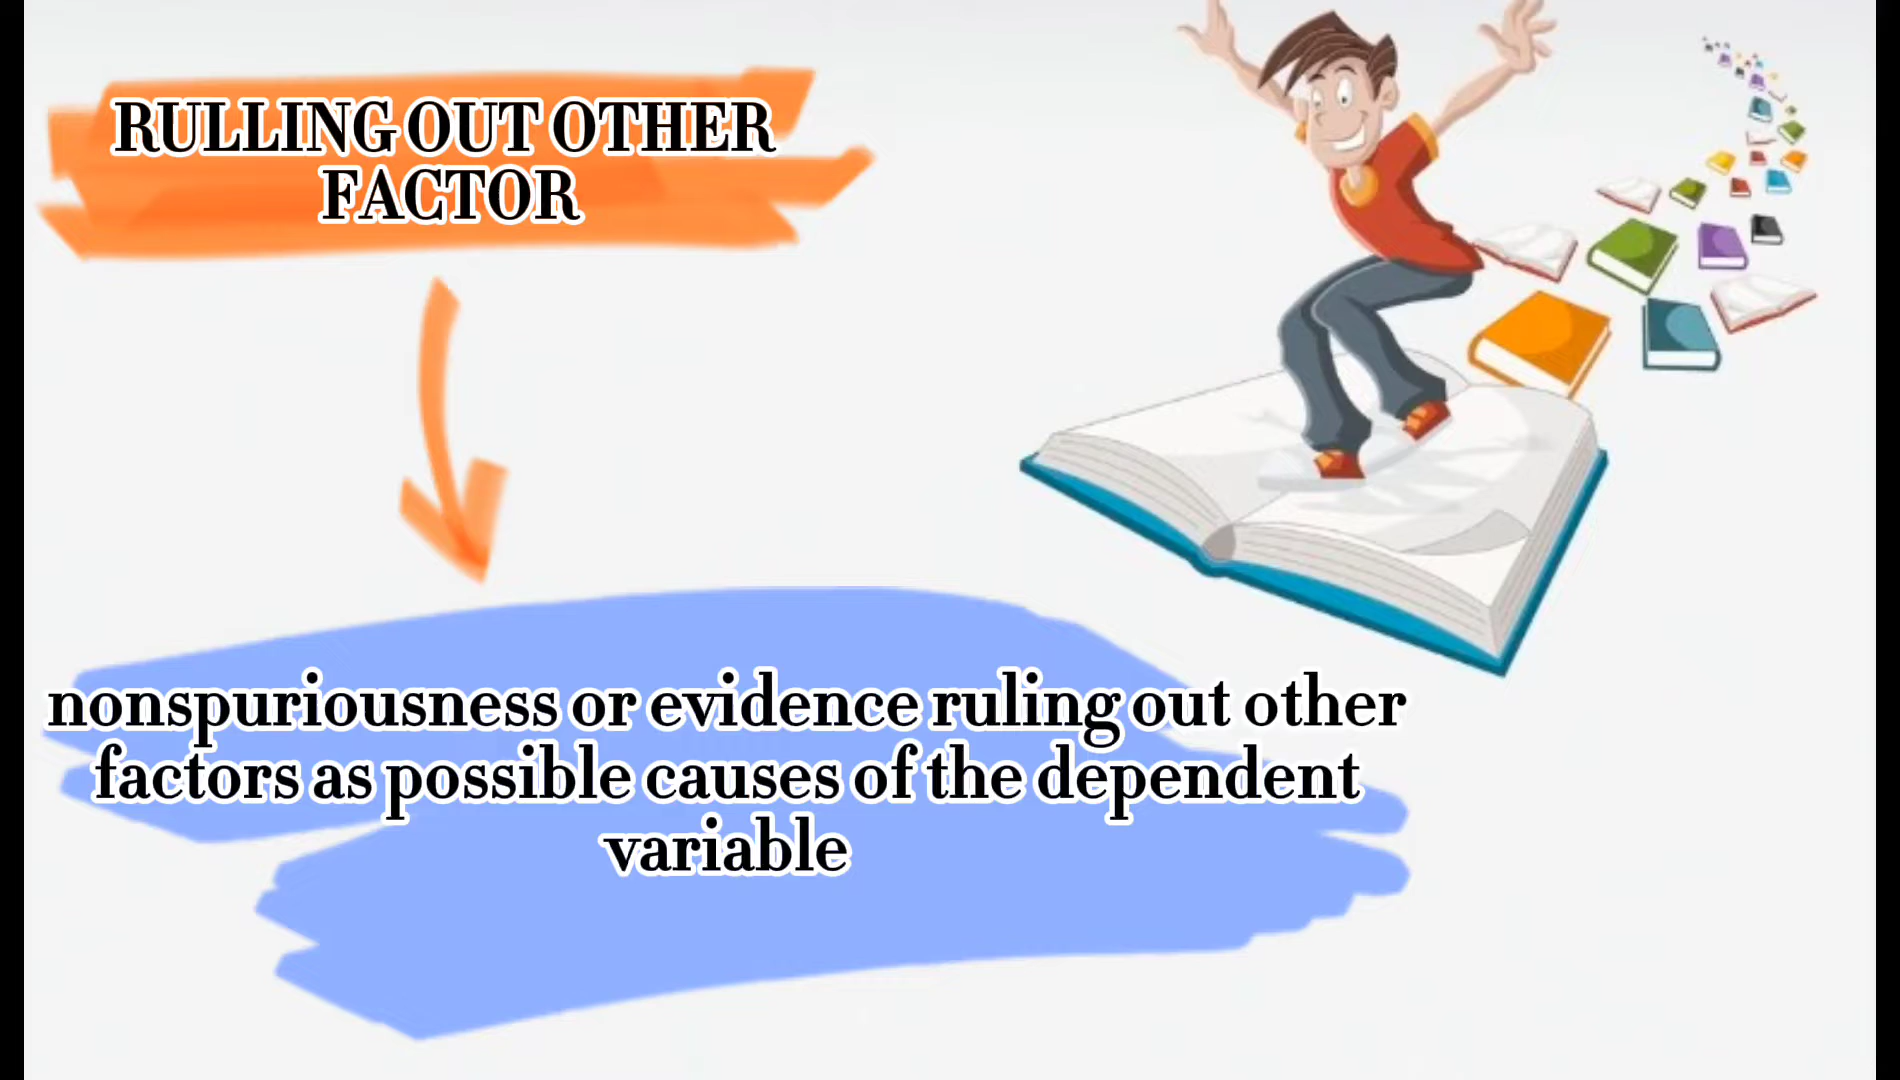 RULLING OUT OTHER
FACTOR
nonspuriousness or evidence ruling out other
factors as possible causes of the dependent
variable